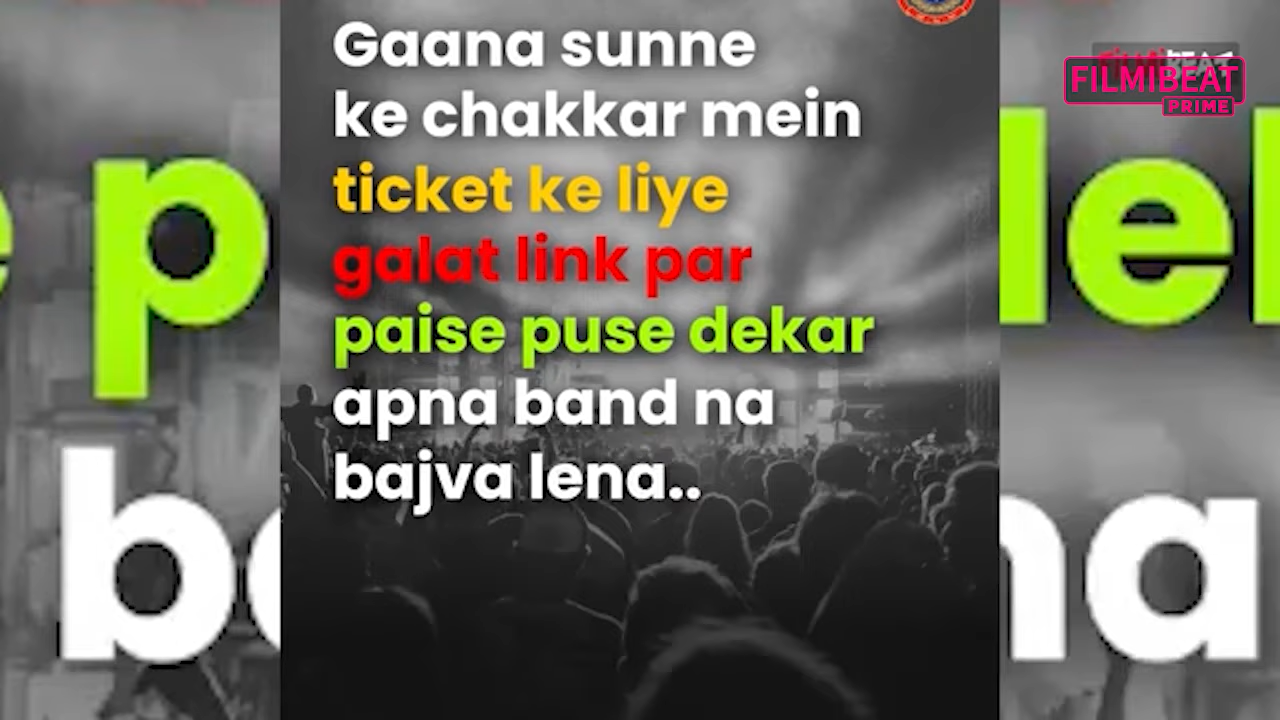 Gaana sunne
ke chakkar mein
ticket ke liye
galat link par
paise puse dekar
apna band na
bajva lena..
FILMIBEAT
PRIME